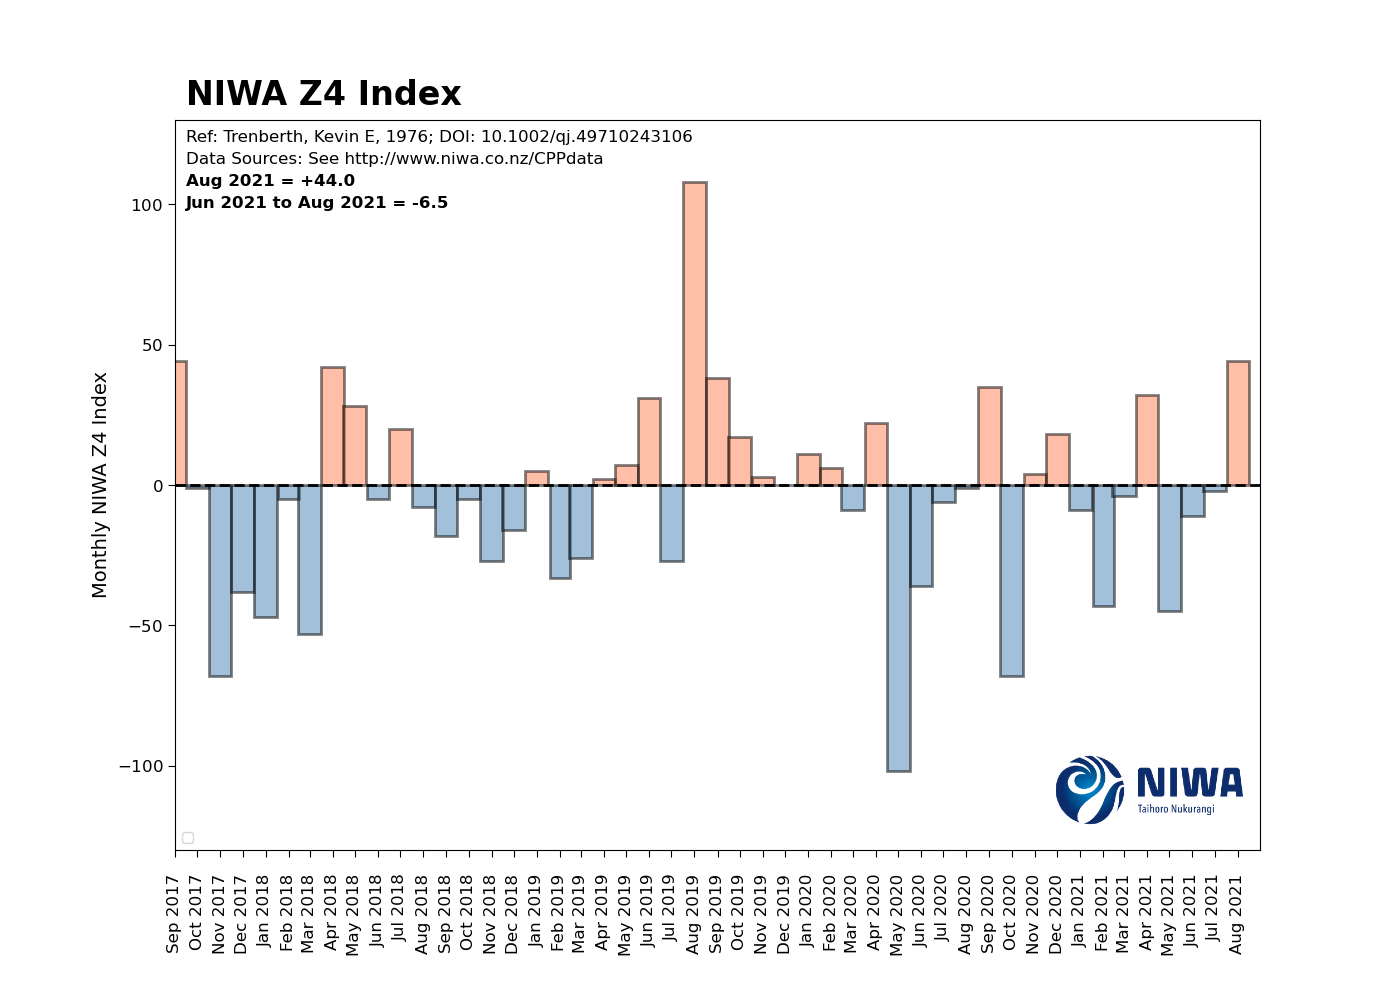 NIWA Z4 Index
Ref: Trenberth, Kevin E, 1976; DOI: 10.1002/qj.49710243106
Data Sources: See http://www.niwa.co.nz/CPPdata
Aug 2021 = +44.0
Jun 2021 to Aug 2021 = -6.5
Monthly NIWA Z4 Index
100
50
0
−50
−100
NIWA
Taihoro Nukurangi
Sep 2017
Oct 2017
Nov 2017
Dec 2017
Jan 2018
Feb 2018
Mar 2018
Apr 2018
May 2018
Jun 2018
Jul 2018
Aug 2018
Sep 2018
Oct 2018
Nov 2018
Dec 2018
Jan 2019
Feb 2019
Mar 2019
Apr 2019
May 2019
Jun 2019
Jul 2019
Aug 2019
Sep 2019
Oct 2019
Nov 2019
Dec 2019
Jan 2020
Feb 2020
Mar 2020
Apr 2020
May 2020
Jun 2020
Jul 2020
Aug 2020
Sep 2020
Oct 2020
Nov 2020
Dec 2020
Jan 2021
Feb 2021
Mar 2021
Apr 2021
May 2021
Jun 2021
Jul 2021
Aug 2021